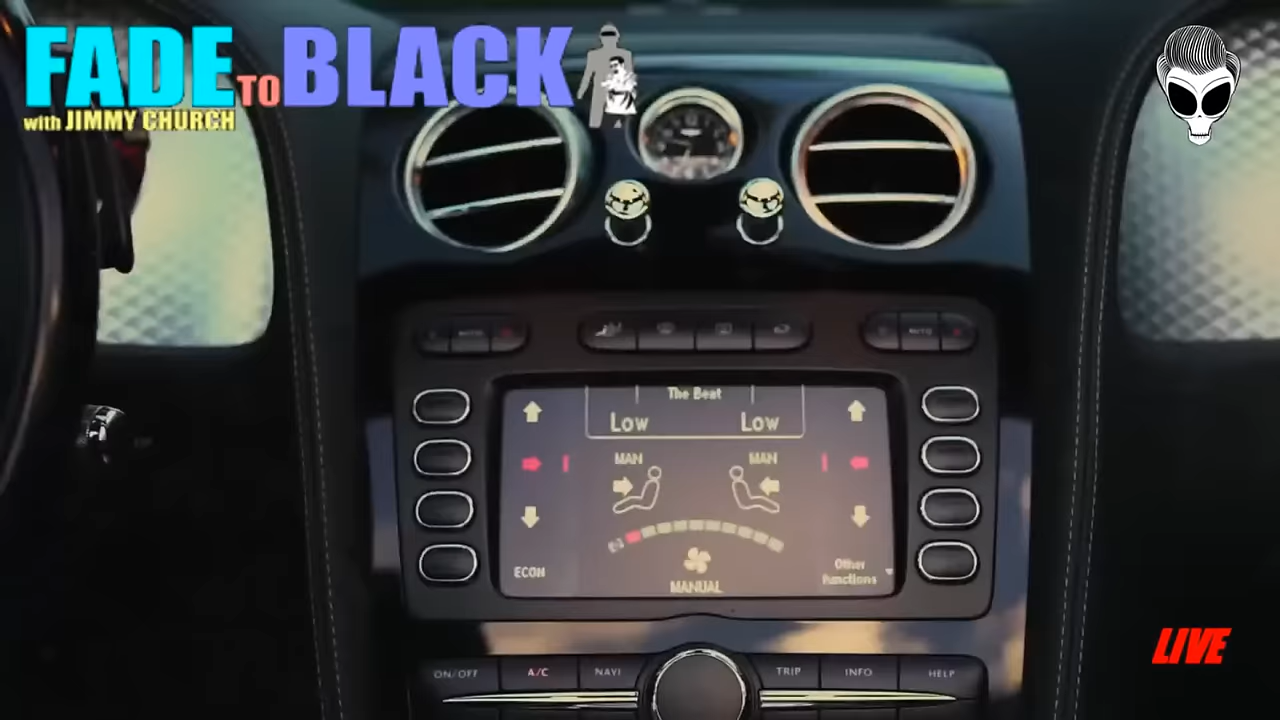 FADE TO BLACK
with JIMMY CHURCH
AUTO
The Beat
Low Low
MAN MAN
ECON
MANUAL
Other
functions
LIVE
ON/OFF A/C NAVI TRIP INFO HELP